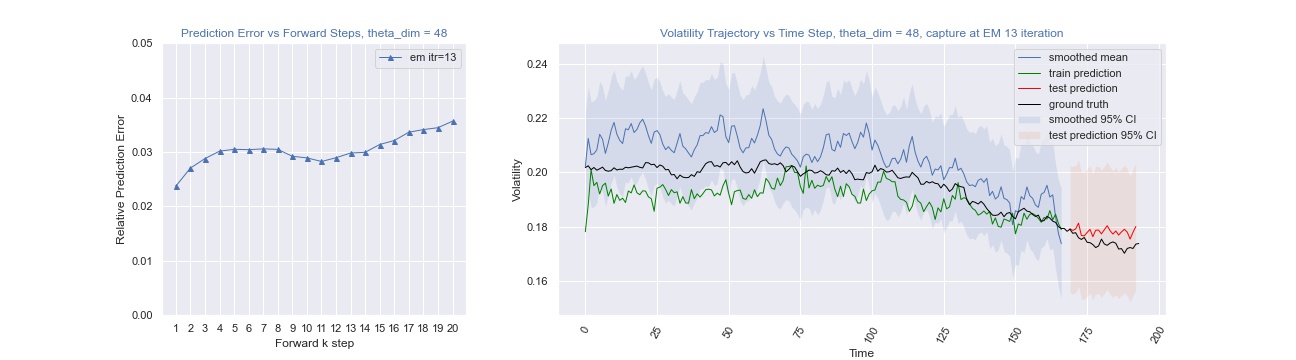 Prediction Error vs Forward Steps, theta_dim = 48
0.05
0.04
0.03
0.02
0.01
0.00
Relative Prediction Error
em itr=13
1 2 3 4 5 6 7 8 9 10 11 12 13 14 15 16 17 18 19 20
Forward k step
Volatility Trajectory vs Time Step, theta_dim = 48, capture at EM 13 iteration
0.24
0.22
0.20
0.18
0.16
Volatility
smoothed mean
train prediction
test prediction
ground truth
smoothed 95% CI
test prediction 95% CI
0 25 50 75 100 125 150 175 200
Time